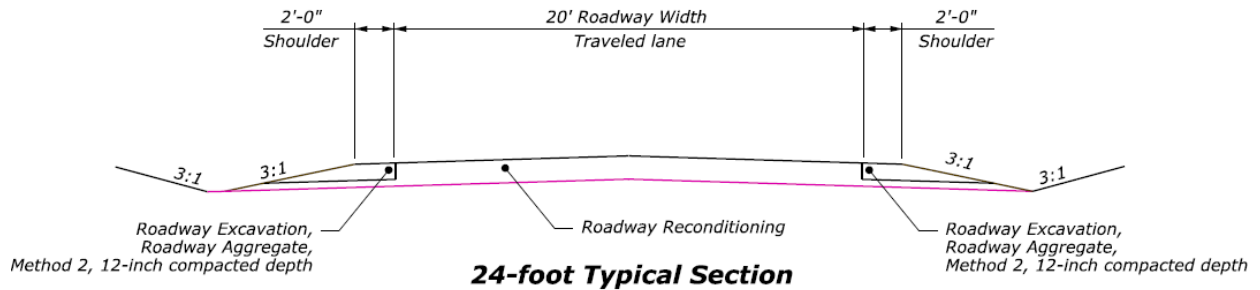 2'-0"
Shoulder
20' Roadway Width
Traveled lane
2'-0"
Shoulder
3:1
3:1
3:1
3:1
Roadway Excavation,
Roadway Aggregate,
Method 2, 12-inch compacted depth
Roadway Reconditioning
Roadway Excavation,
Roadway Aggregate,
Method 2, 12-inch compacted depth
24-foot Typical Section